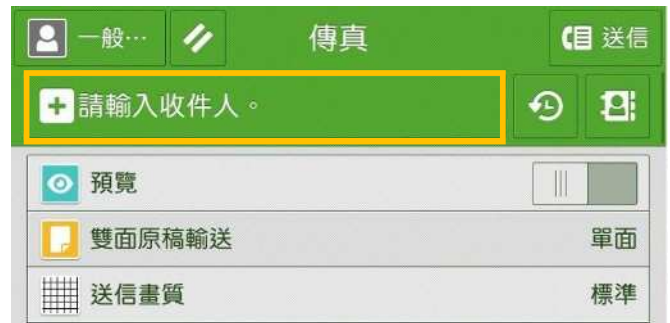 一般… 傳真 送信
請輸入收件人。
預覽
雙面原稿輸送 單面
送信畫質 標準